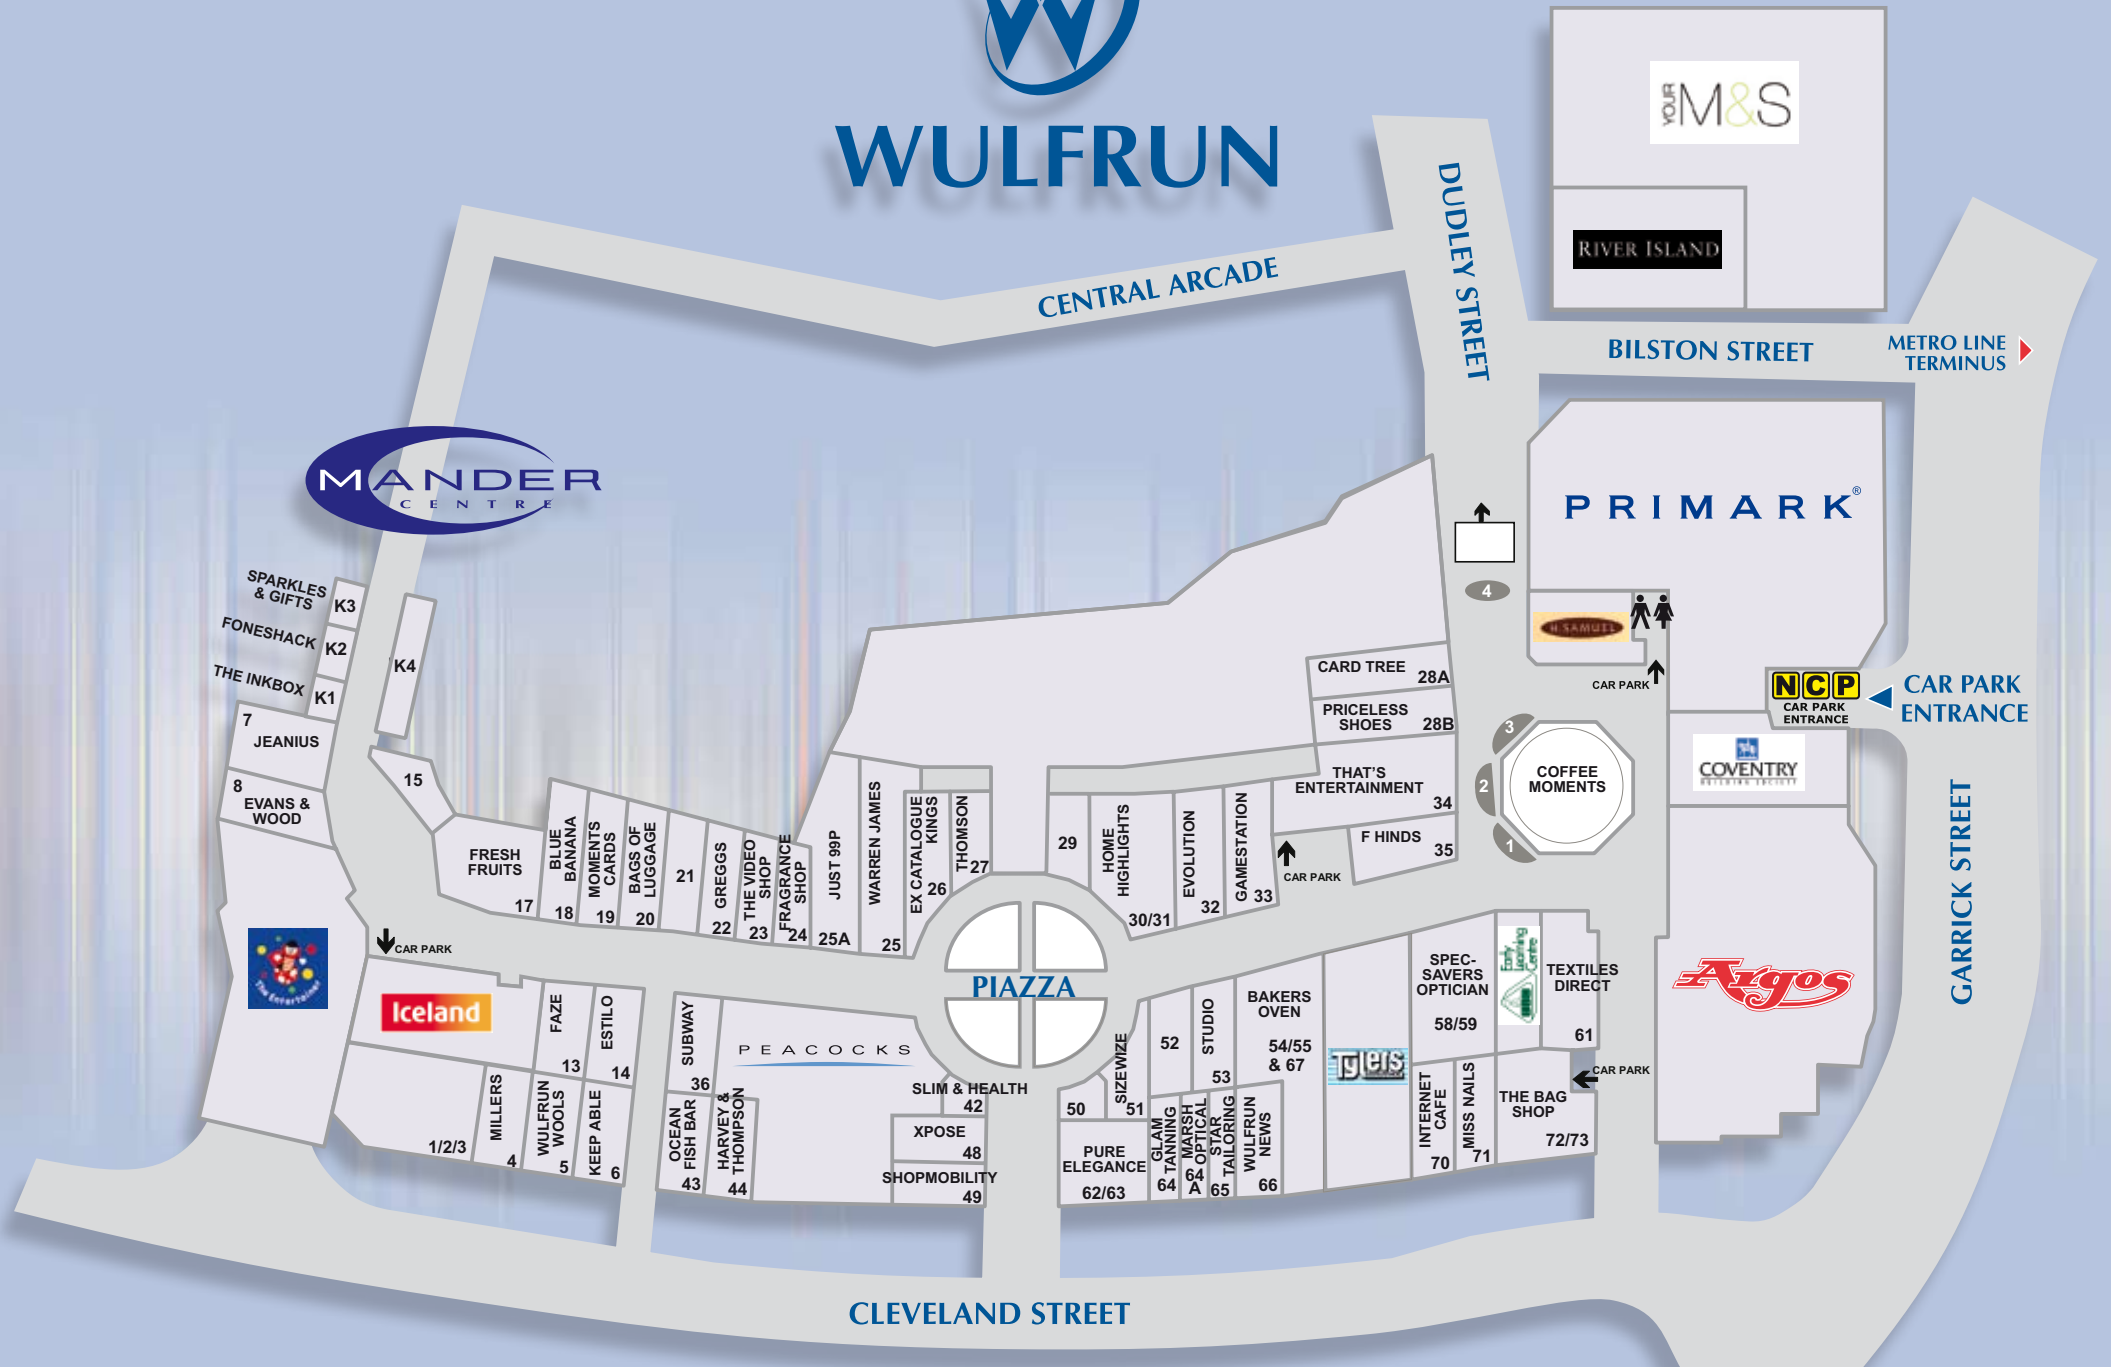 WULFRUN
YOUR M&S
RIVER ISLAND
DUDLEY STREET
CENTRAL ARCADE
BILSTON STREET
METRO LINE
TERMINUS
MANDER
CENTRE
PRIMARK®
4
H.SAMUEL
CAR PARK
NCP
CAR PARK
ENTRANCE
CAR PARK
ENTRANCE
SPARKLES
& GIFTS
K3
FONESHACK
K2
THE INKBOX
K1
K4
7
JEANIUS
8
EVANS &
WOOD
15
CARD TREE
28A
PRICELESS
SHOES
28B
THAT'S
ENTERTAINMENT
34
F HINDS
35
3
2
1
COFFEE
MOMENTS
COVENTRY
BUILDING SOCIETY
GARRICK STREET
FRESH
FRUITS
17
BLUE
BANANA
18
MOMENTS
CARDS
19
BAGS OF
LUGGAGE
20
21
GREGGS
22
THE VIDEO
SHOP
23
FRAGRANCE
SHOP
24
JUST 99P
25A
WARREN JAMES
25
EX CATALOGUE
KINGS
26
THOMSON
27
29
HOME
HIGHLIGHTS
30/31
EVOLUTION
32
GAMESTATION
33
CAR PARK
The Entertainer
CAR PARK
Iceland
FAZE
13
ESTILO
14
1/2/3
MILLERS
4
WULFRUN
WOOLS
5
KEEP ABLE
6
SUBWAY
36
OCEAN
FISH BAR
43
HARVEY &
THOMPSON
44
PEACOCKS
SLIM & HEALTH
42
XPOSE
48
SHOPMOBILITY
49
PIAZZA
50
SIZEWIZE
51
52
STUDIO
53
BAKERS
OVEN
54/55
& 67
PURE
ELEGANCE
62/63
GLAM
TANNING
64
MARSH
OPTICAL
64
A
STAR
TAILORING
65
WULFRUN
NEWS
66
Tylers
SPEC-
SAVERS
OPTICIAN
58/59
Early
Learning
Centre
TEXTILES
DIRECT
61
INTERNET
CAFE
70
MISS NAILS
71
THE BAG
SHOP
72/73
CAR PARK
Argos
CLEVELAND STREET